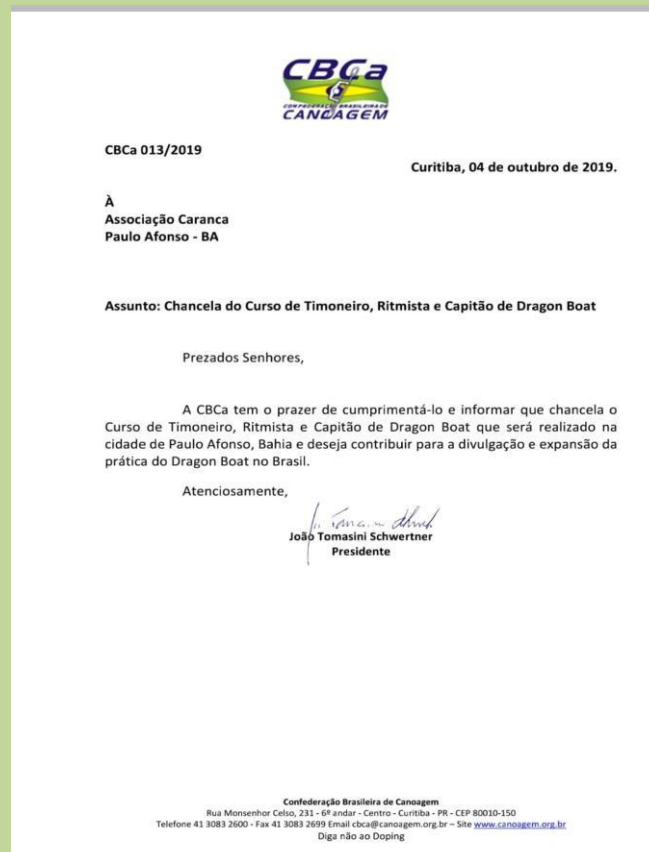 CBCa
CONFEDERAÇÃO BRASILEIRA DE
CANOAGEM
CBCa 013/2019
Curitiba, 04 de outubro de 2019.
À
Associação Caranca
Paulo Afonso - BA
Assunto: Chancela do Curso de Timoneiro, Ritmista e Capitão de Dragon Boat
Prezados Senhores,
A CBCa tem o prazer de cumprimentá-lo e informar que chancela o
Curso de Timoneiro, Ritmista e Capitão de Dragon Boat que será realizado na
cidade de Paulo Afonso, Bahia e deseja contribuir para a divulgação e expansão da
prática do Dragon Boat no Brasil.
Atenciosamente,
João Tomasini Schwertner
Presidente
Confederação Brasileira de Canoagem
Rua Monsenhor Celso, 231 - 6º andar - Centro - Curitiba - PR - CEP 80010-150
Telefone 41 3083 2600 - Fax 41 3083 2699 Email cbca@canoagem.org.br – Site www.canoagem.org.br
Diga não ao Doping